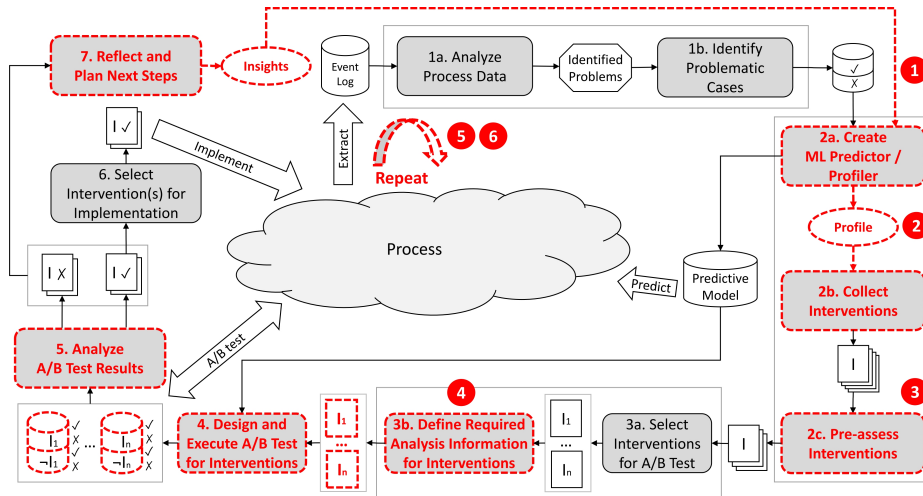 7. Reflect and
Plan Next Steps
Insights
Event
Log
1a. Analyze
Process Data
Identified
Problems
1b. Identify
Problematic
Cases
✓
✗
1
I ✓
Implement
Extract
Repeat
5
6
2a. Create
ML Predictor /
Profiler
6. Select
Intervention(s) for
Implementation
Process
Profile
2
I ✗
I ✓
Predict
Predictive
Model
2b. Collect
Interventions
5. Analyze
A/B Test Results
A/B test
I
3
4
I1
¬I1
✓
✗
✓
✗
...
In
¬In
✓
✗
✓
✗
4. Design and
Execute A/B Test
for Interventions
I1
...
In
3b. Define Required
Analysis Information
for Interventions
I1
...
In
3a. Select
Interventions
for A/B Test
I
2c. Pre-assess
Interventions